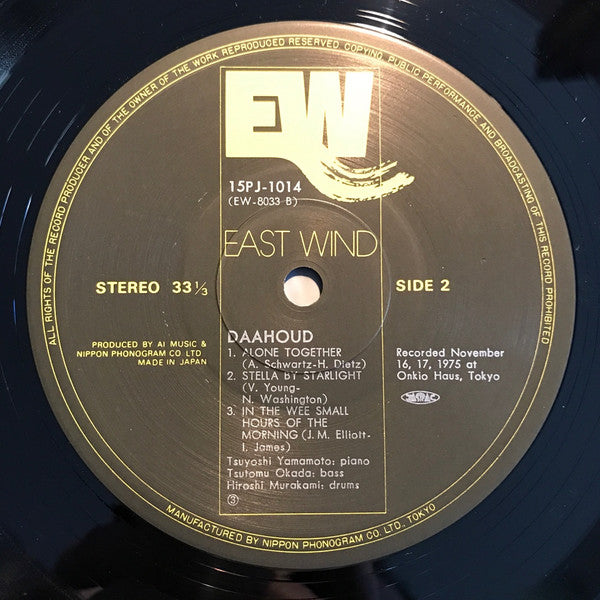 ALL RIGHTS OF THE RECORD PRODUCER AND OF THE OWNER OF THE WORK REPRODUCED RESERVED. COPYING, PUBLIC PERFORMANCE AND BROADCASTING OF THIS RECORD PROHIBITED
EW
15PJ-1014
(EW-8033 B)
EAST WIND
STEREO 33 1/3
SIDE 2
PRODUCED BY AI MUSIC &
NIPPON PHONOGRAM CO LTD
MADE IN JAPAN
DAAHOUD
1. ALONE TOGETHER
(A. Schwartz-H. Dietz)
2. STELLA BY STARLIGHT
(V. Young-
N. Washington)
3. IN THE WEE SMALL
HOURS OF THE
MORNING (J. M. Elliott-
I. James)
Tsuyoshi Yamamoto: piano
Tsutomu Okada: bass
Hiroshi Murakami: drums
③
Recorded November
16, 17, 1975 at
Onkio Haus, Tokyo
JASRAC
MANUFACTURED BY NIPPON PHONOGRAM CO. LTD., TOKYO